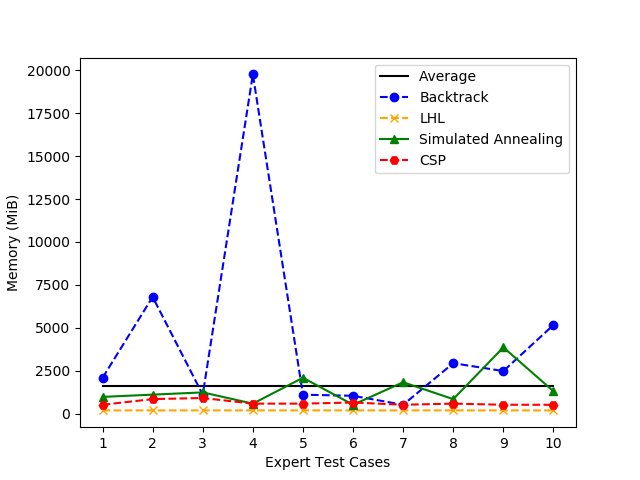 20000
17500
15000
12500
10000
7500
5000
2500
0
Memory (MiB)
Average
Backtrack
LHL
Simulated Annealing
CSP
1 2 3 4 5 6 7 8 9 10
Expert Test Cases